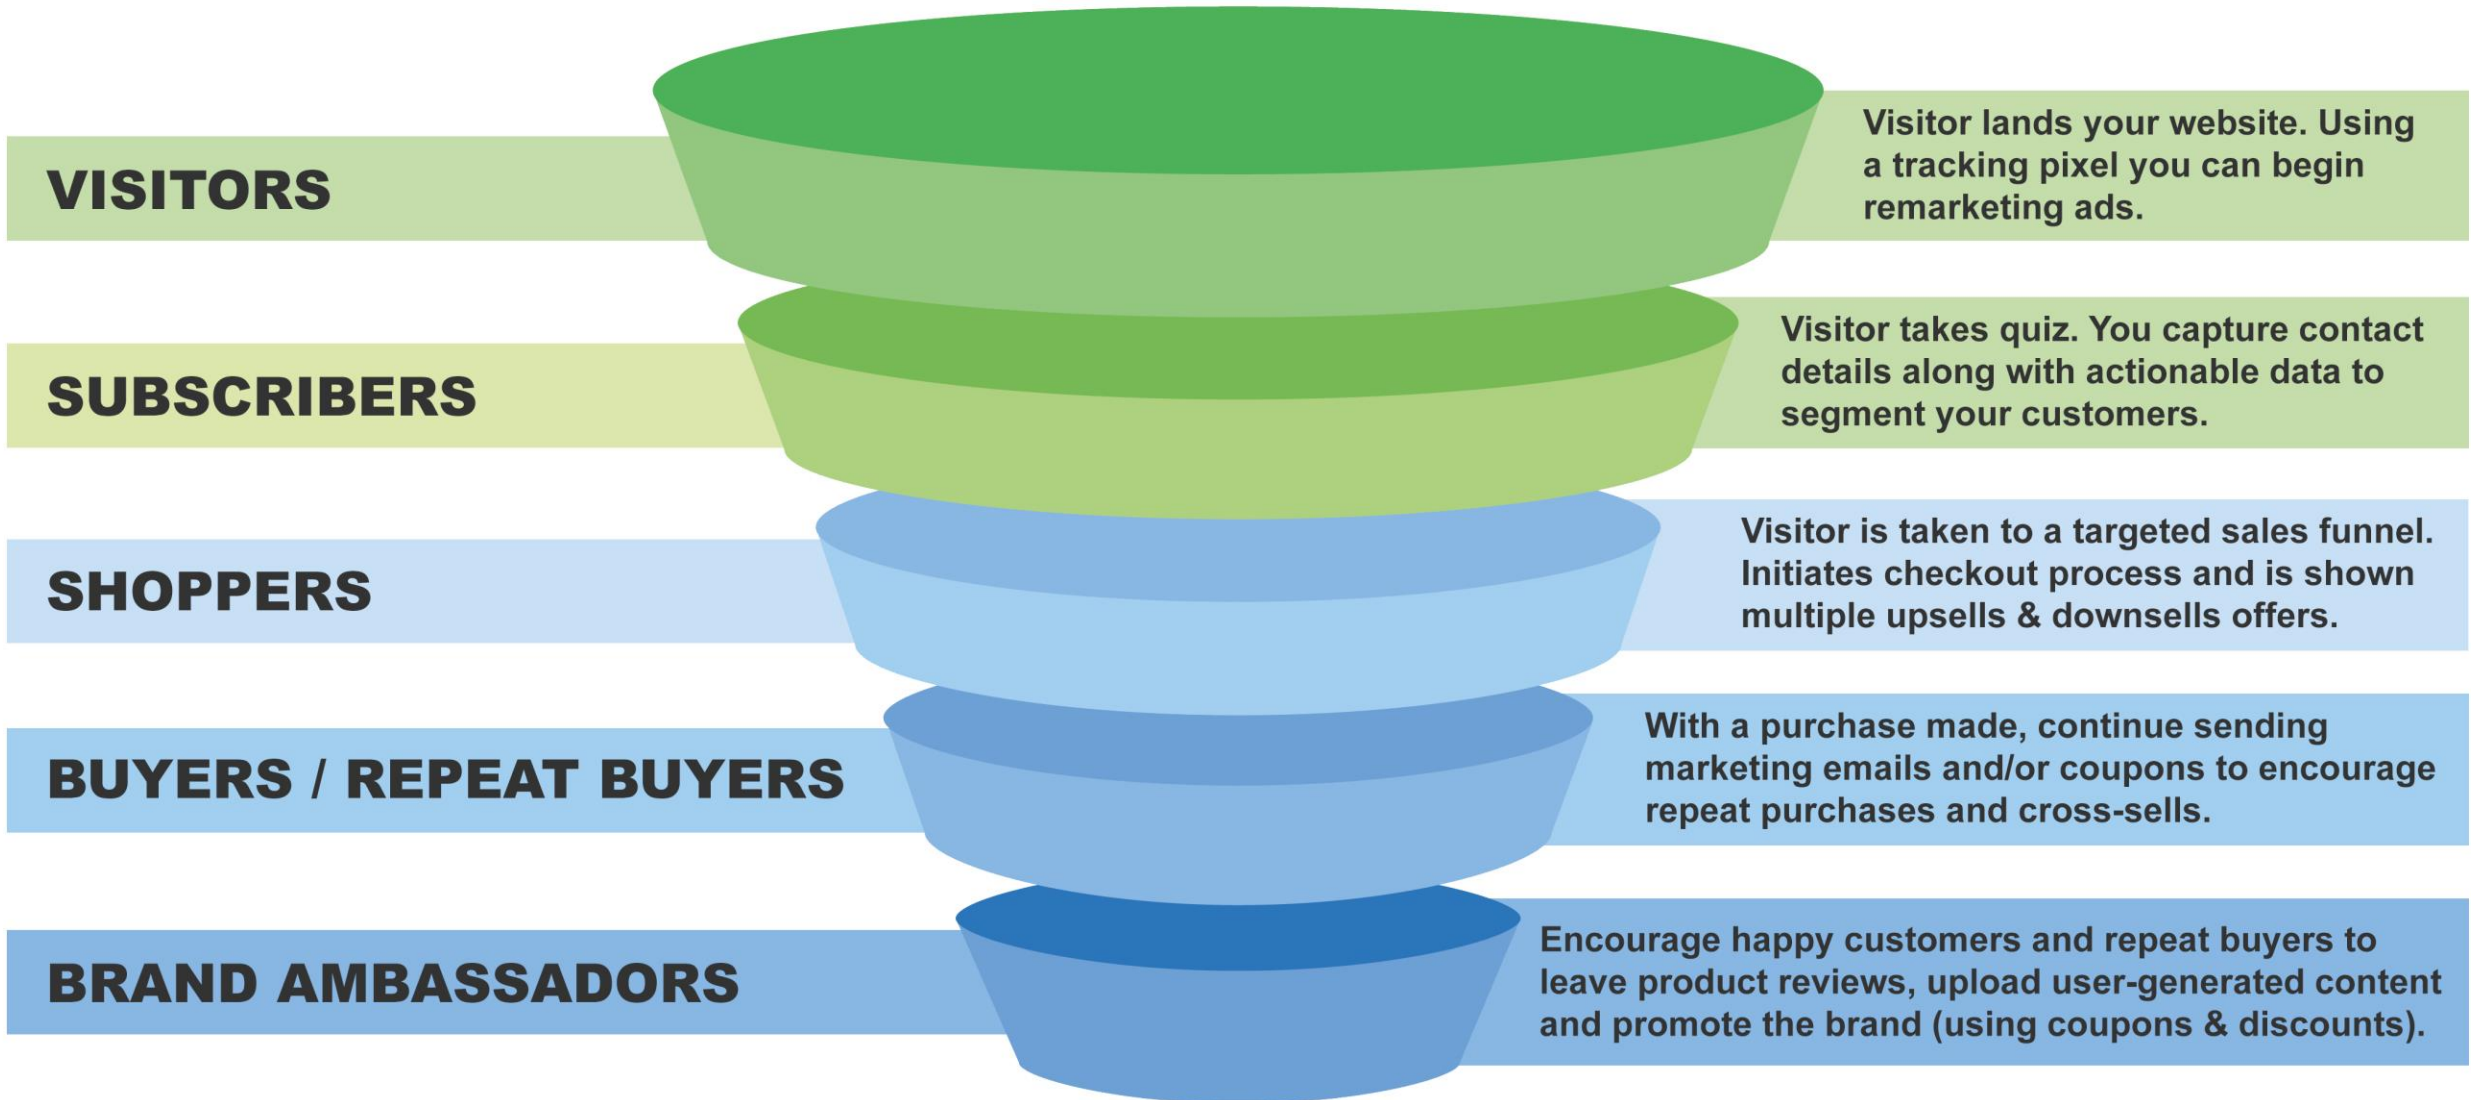 VISITORS
Visitor lands your website. Using
a tracking pixel you can begin
remarketing ads.
SUBSCRIBERS
Visitor takes quiz. You capture contact
details along with actionable data to
segment your customers.
SHOPPERS
Visitor is taken to a targeted sales funnel.
Initiates checkout process and is shown
multiple upsells & downsells offers.
BUYERS / REPEAT BUYERS
With a purchase made, continue sending
marketing emails and/or coupons to encourage
repeat purchases and cross-sells.
BRAND AMBASSADORS
Encourage happy customers and repeat buyers to
leave product reviews, upload user-generated content
and promote the brand (using coupons & discounts).